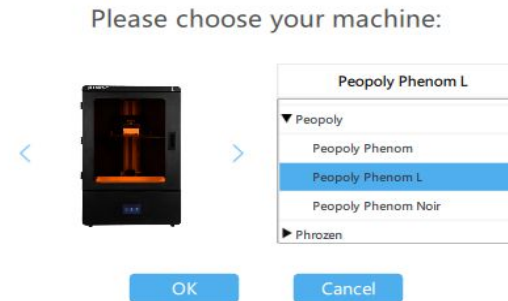 Please choose your machine:
Peopoly Phenom L
Peopoly
Peopoly Phenom
Peopoly Phenom L
Peopoly Phenom Noir
Phrozen
OK
Cancel